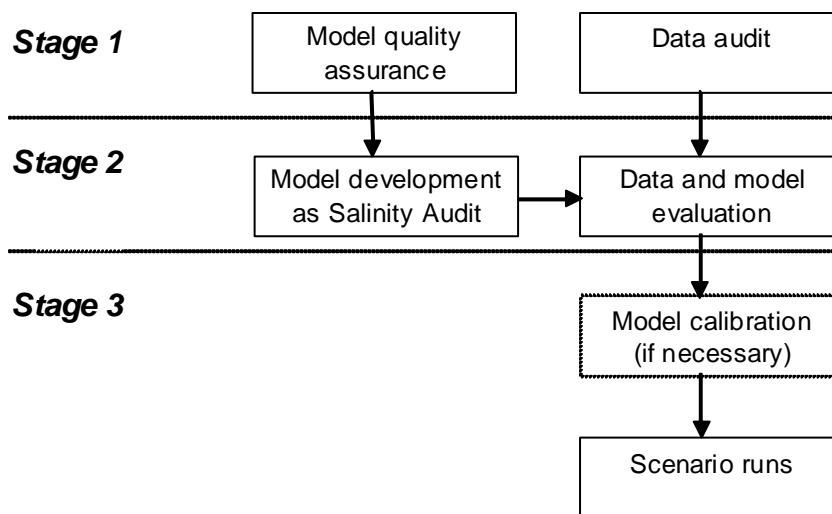 Stage 1
Model quality
assurance
Data audit
Stage 2
Model development
as Salinity Audit
Data and model
evaluation
Stage 3
Model calibration
(if necessary)
Scenario runs